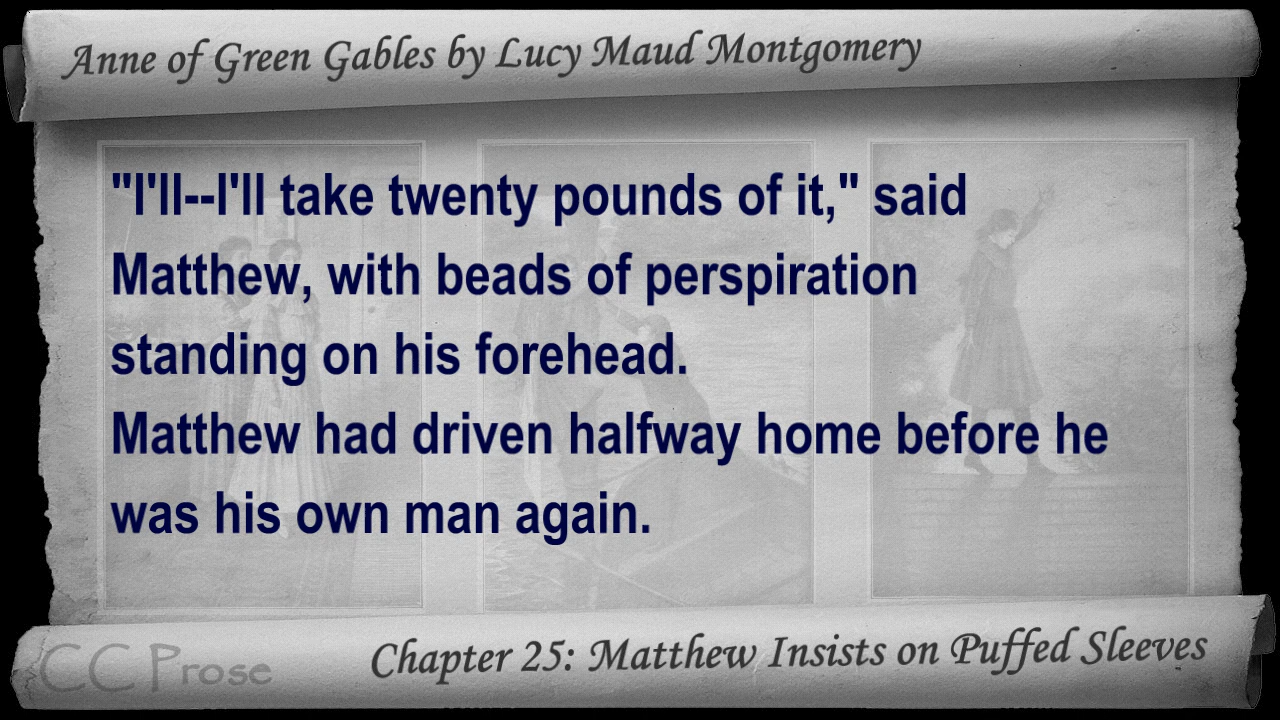 Anne of Green Gables by Lucy Maud Montgomery
"I'll--I'll take twenty pounds of it," said
Matthew, with beads of perspiration
standing on his forehead.
Matthew had driven halfway home before he
was his own man again.
CC Prose
Chapter 25: Matthew Insists on Puffed Sleeves